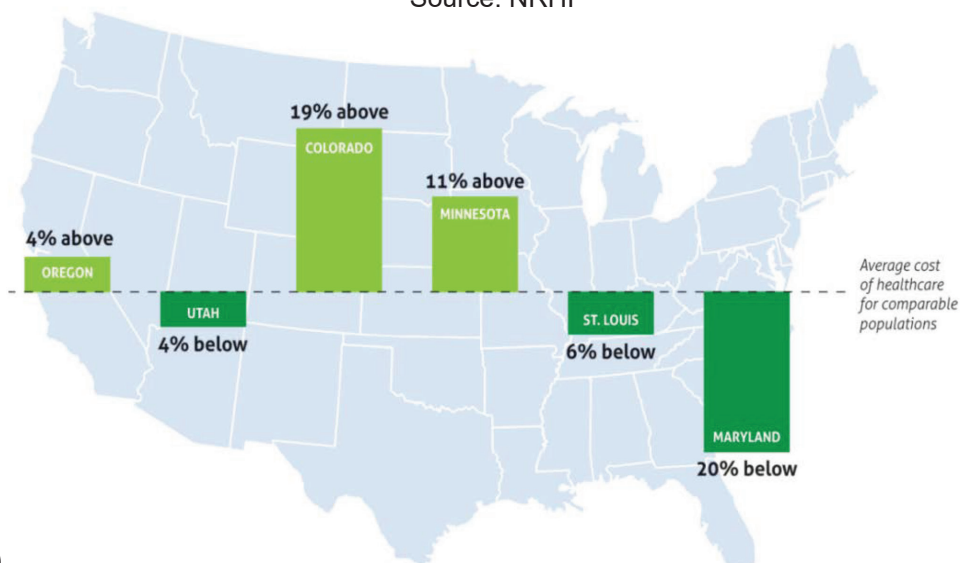 19% above
COLORADO
11% above
MINNESOTA
4% above
OREGON
UTAH
4% below
ST. LOUIS
6% below
MARYLAND
20% below
Average cost
of healthcare
for comparable
populations